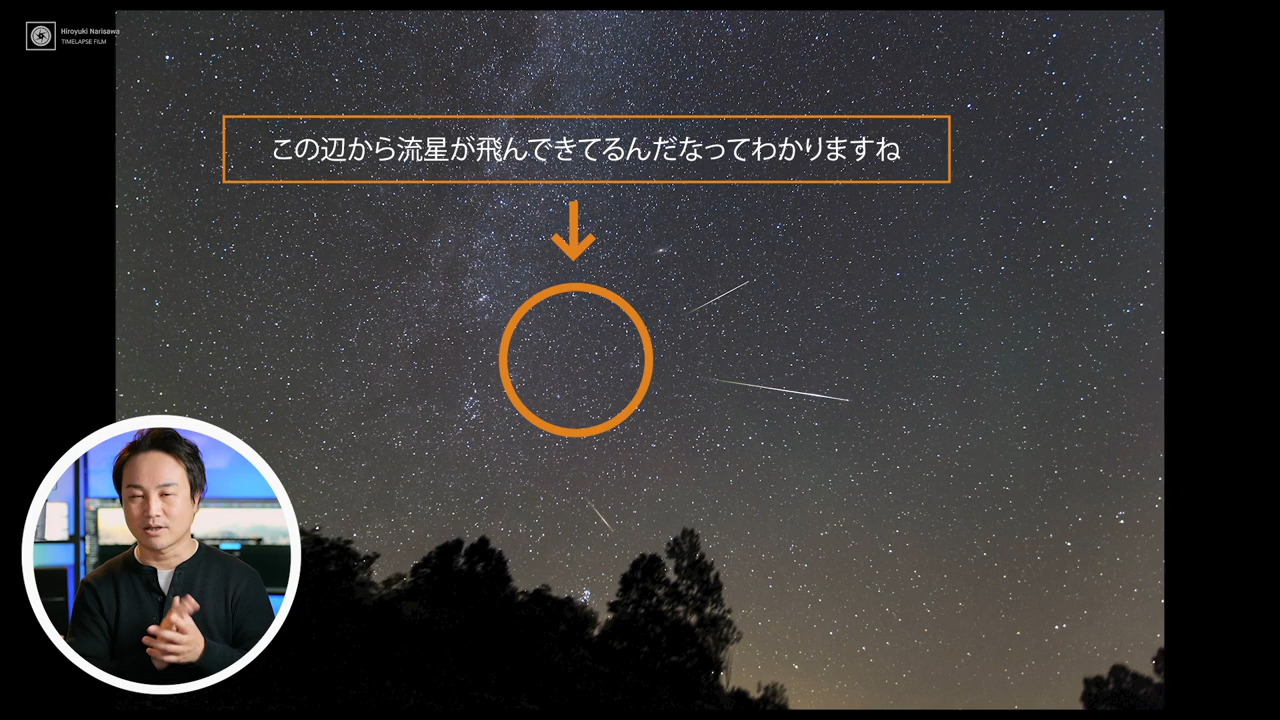 Hiroyuki Narisawa
TIMELAPSE FILM
この辺から流星が飛んできてるんだなってわかりますね